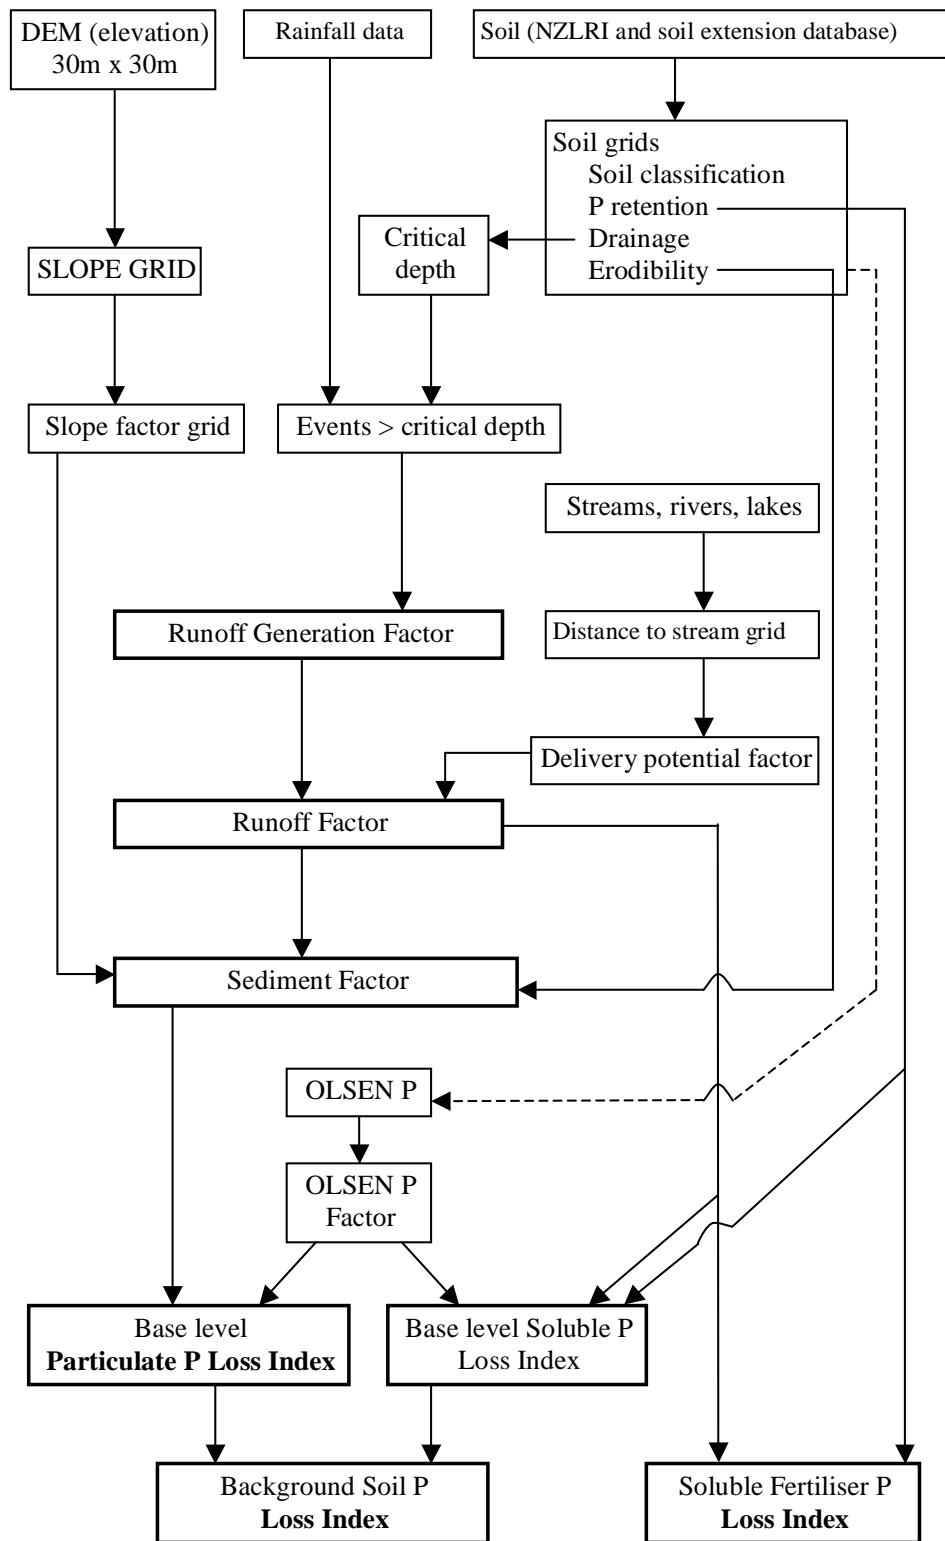 DEM (elevation)
30m x 30m
Rainfall data
Soil (NZLRI and soil extension database)
Soil grids
Soil classification
P retention
Drainage
Erodibility
Critical
depth
SLOPE GRID
Slope factor grid
Events > critical depth
Streams, rivers, lakes
Runoff Generation Factor
Distance to stream grid
Delivery potential factor
Runoff Factor
Sediment Factor
OLSEN P
OLSEN P
Factor
Base level
Particulate P Loss Index
Base level Soluble P
Loss Index
Background Soil P
Loss Index
Soluble Fertiliser P
Loss Index